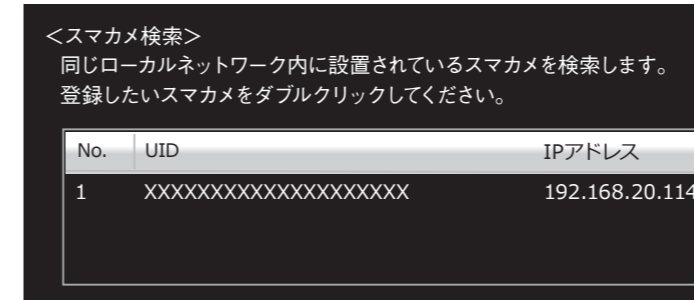 ＜スマカメ検索＞
同じローカルネットワーク内に設置されているスマカメを検索します。
登録したいスマカメをダブルクリックしてください。
No. UID IPアドレス
1 XXXXXXXXXXXXXXXXXXXX 192.168.20.114